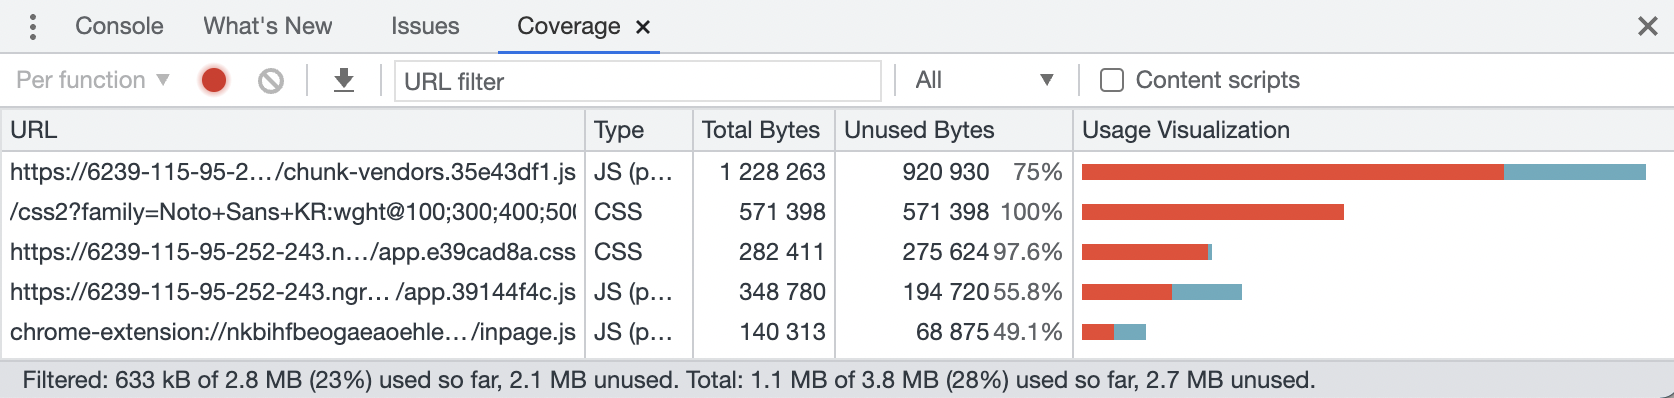 Console What's New Issues Coverage ×
Per function ▼ URL filter All ▼ Content scripts
URL Type Total Bytes Unused Bytes Usage Visualization
https://6239-115-95-2…/chunk-vendors.35e43df1.js JS (p… 1 228 263 920 930 75%
/css2?family=Noto+Sans+KR:wght@100;300;400;500 CSS 571 398 571 398 100%
https://6239-115-95-252-243.n…/app.e39cad8a.css CSS 282 411 275 624 97.6%
https://6239-115-95-252-243.ngr… /app.39144f4c.js JS (p… 348 780 194 720 55.8%
chrome-extension://nkbihfbeogaeaoehle… /inpage.js JS (p… 140 313 68 875 49.1%
Filtered: 633 kB of 2.8 MB (23%) used so far, 2.1 MB unused. Total: 1.1 MB of 3.8 MB (28%) used so far, 2.7 MB unused.